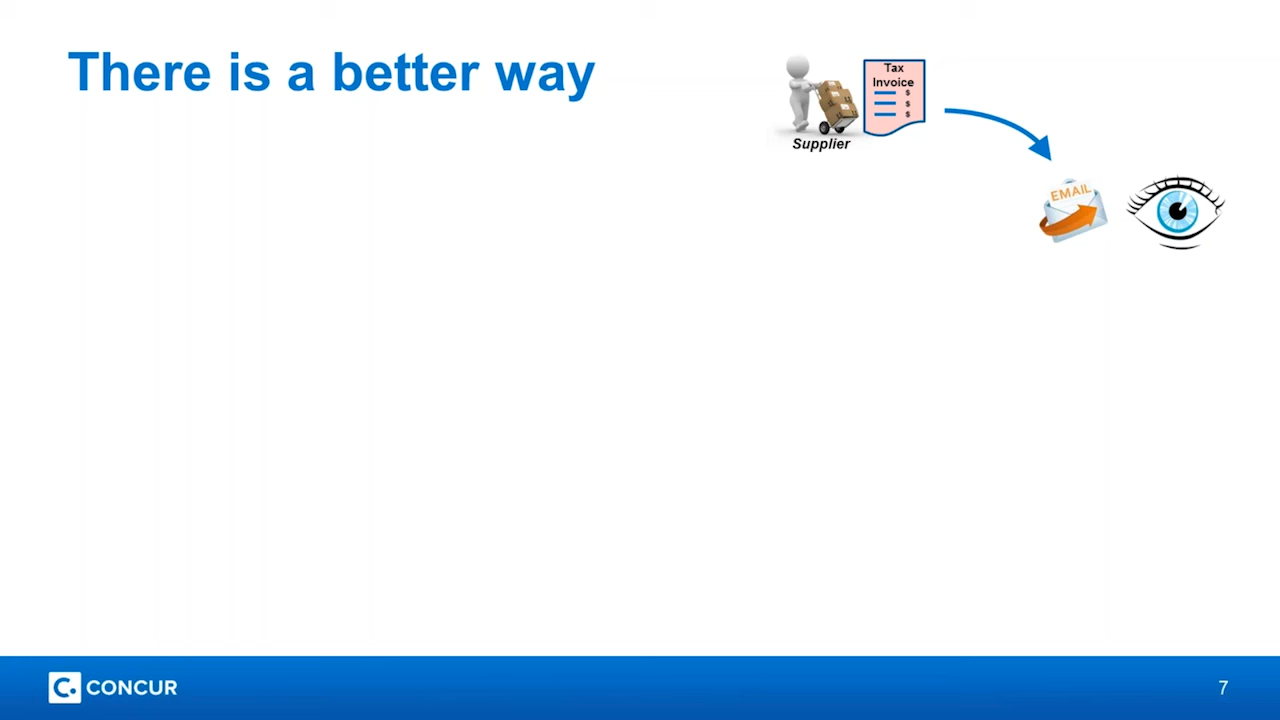 There is a better way
Tax
Invoice
$
$
$
Supplier
EMAIL
C. CONCUR
7